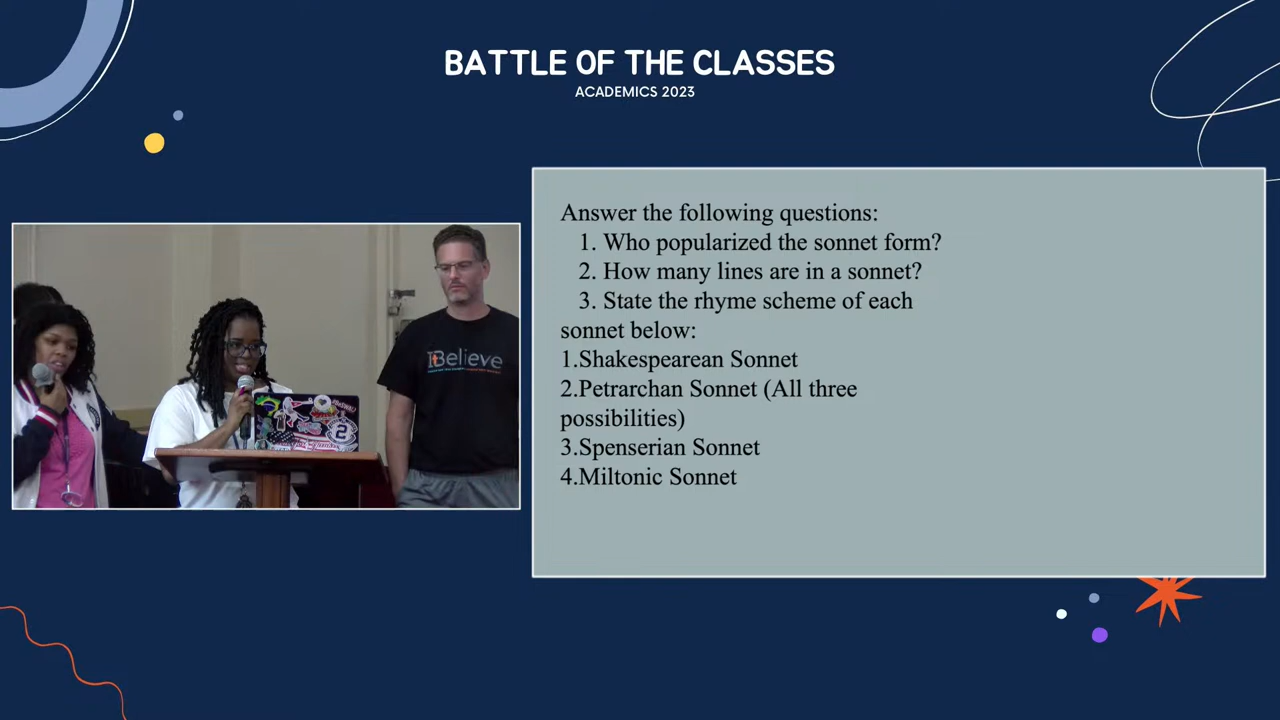 BATTLE OF THE CLASSES
ACADEMICS 2023
Answer the following questions:
1. Who popularized the sonnet form?
2. How many lines are in a sonnet?
3. State the rhyme scheme of each
sonnet below:
1.Shakespearean Sonnet
2.Petrarchan Sonnet (All three
possibilities)
3.Spenserian Sonnet
4.Miltonic Sonnet
Believe
2